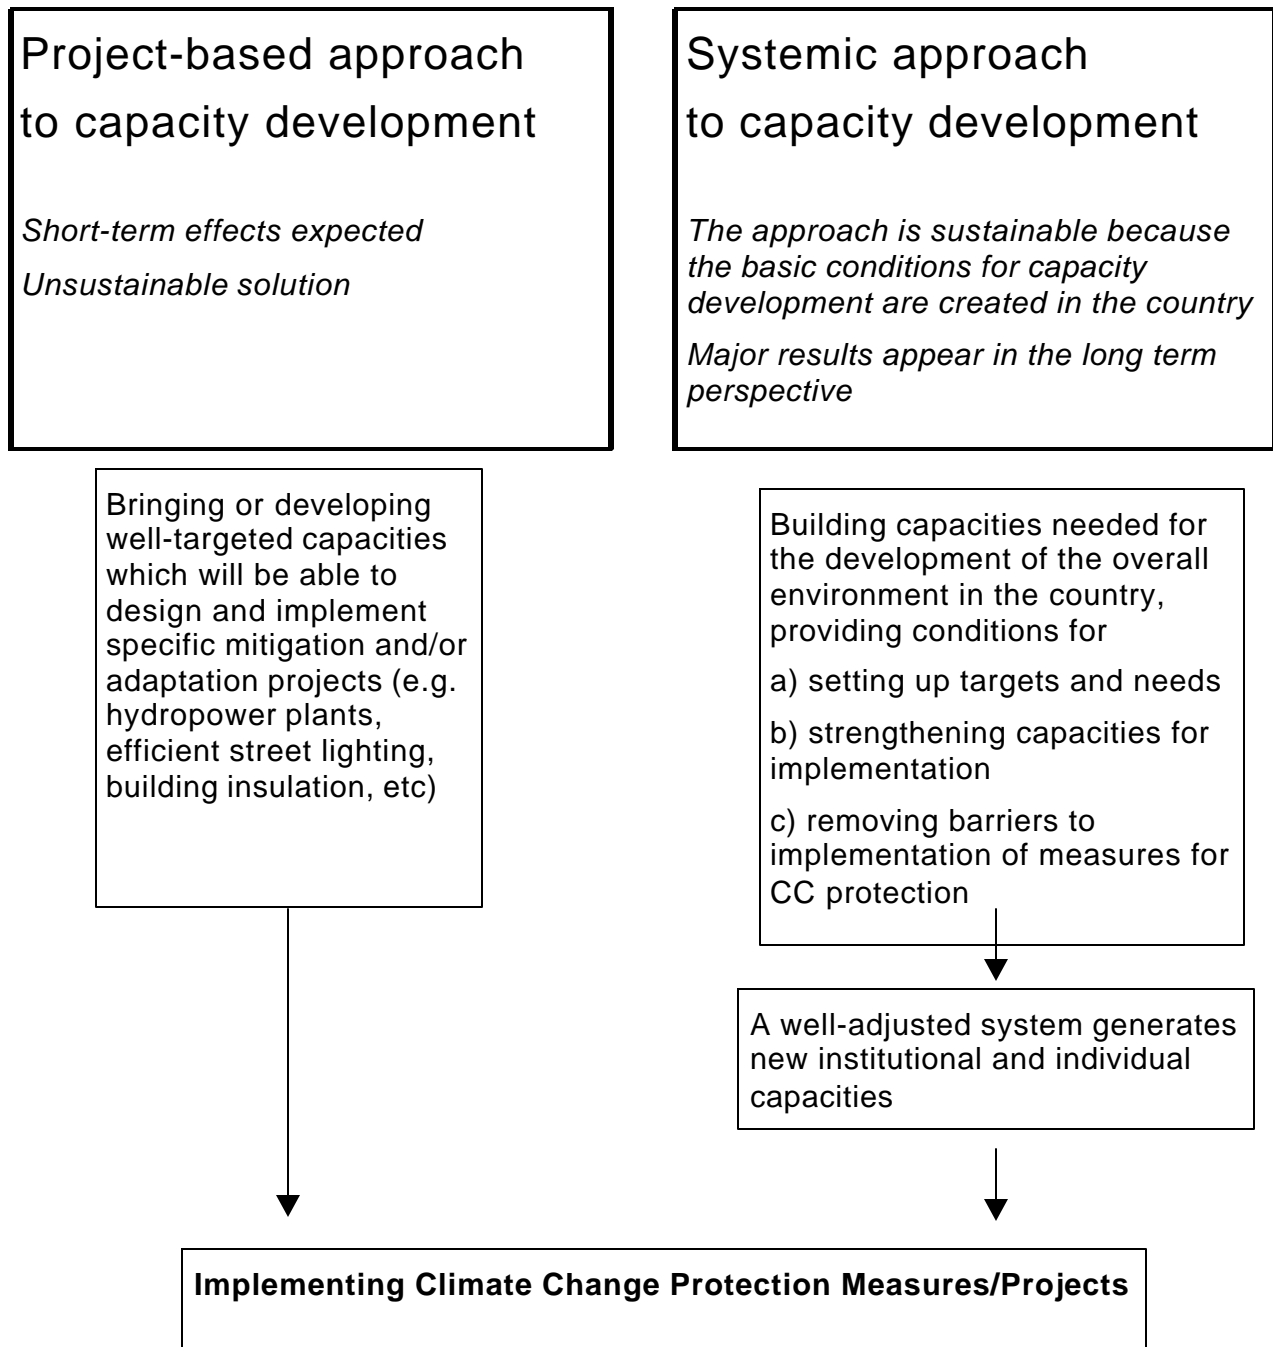 Project-based approach
to capacity development
Short-term effects expected
Unsustainable solution
Bringing or developing
well-targeted capacities
which will be able to
design and implement
specific mitigation and/or
adaptation projects (e.g.
hydropower plants,
efficient street lighting,
building insulation, etc)
Systemic approach
to capacity development
The approach is sustainable because
the basic conditions for capacity
development are created in the country
Major results appear in the long term
perspective
Building capacities needed for
the development of the overall
environment in the country,
providing conditions for
a) setting up targets and needs
b) strengthening capacities for
implementation
c) removing barriers to
implementation of measures for
CC protection
A well-adjusted system generates
new institutional and individual
capacities
Implementing Climate Change Protection Measures/Projects